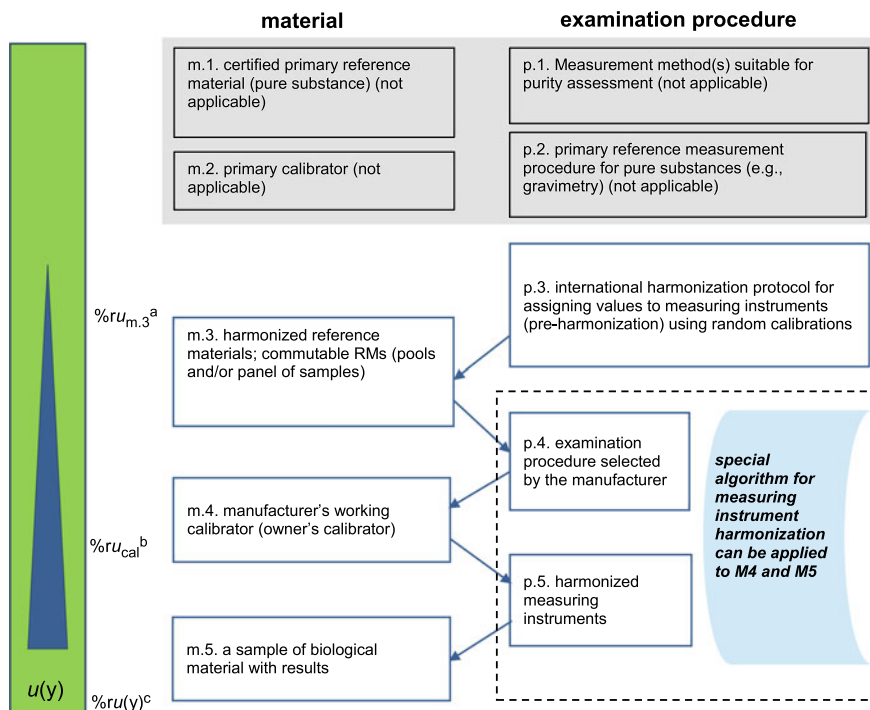 material
examination procedure
m.1. certified primary reference
material (pure substance) (not
applicable)
p.1. Measurement method(s) suitable for
purity assessment (not applicable)
m.2. primary calibrator (not
applicable)
p.2. primary reference measurement
procedure for pure substances (e.g.,
gravimetry) (not applicable)
p.3. international harmonization protocol for
assigning values to measuring instruments
(pre-harmonization) using random calibrations
%ru_m.3^a
m.3. harmonized reference
materials; commutable RMs (pools
and/or panel of samples)
p.4. examination
procedure selected
by the manufacturer
special
algorithm for
measuring
instrument
harmonization
can be applied
to M4 and M5
m.4. manufacturer's working
calibrator (owner's calibrator)
%ru_cal^b
p.5. harmonized
measuring
instruments
m.5. a sample of biological
material with results
u(y)
%ru(y)^c